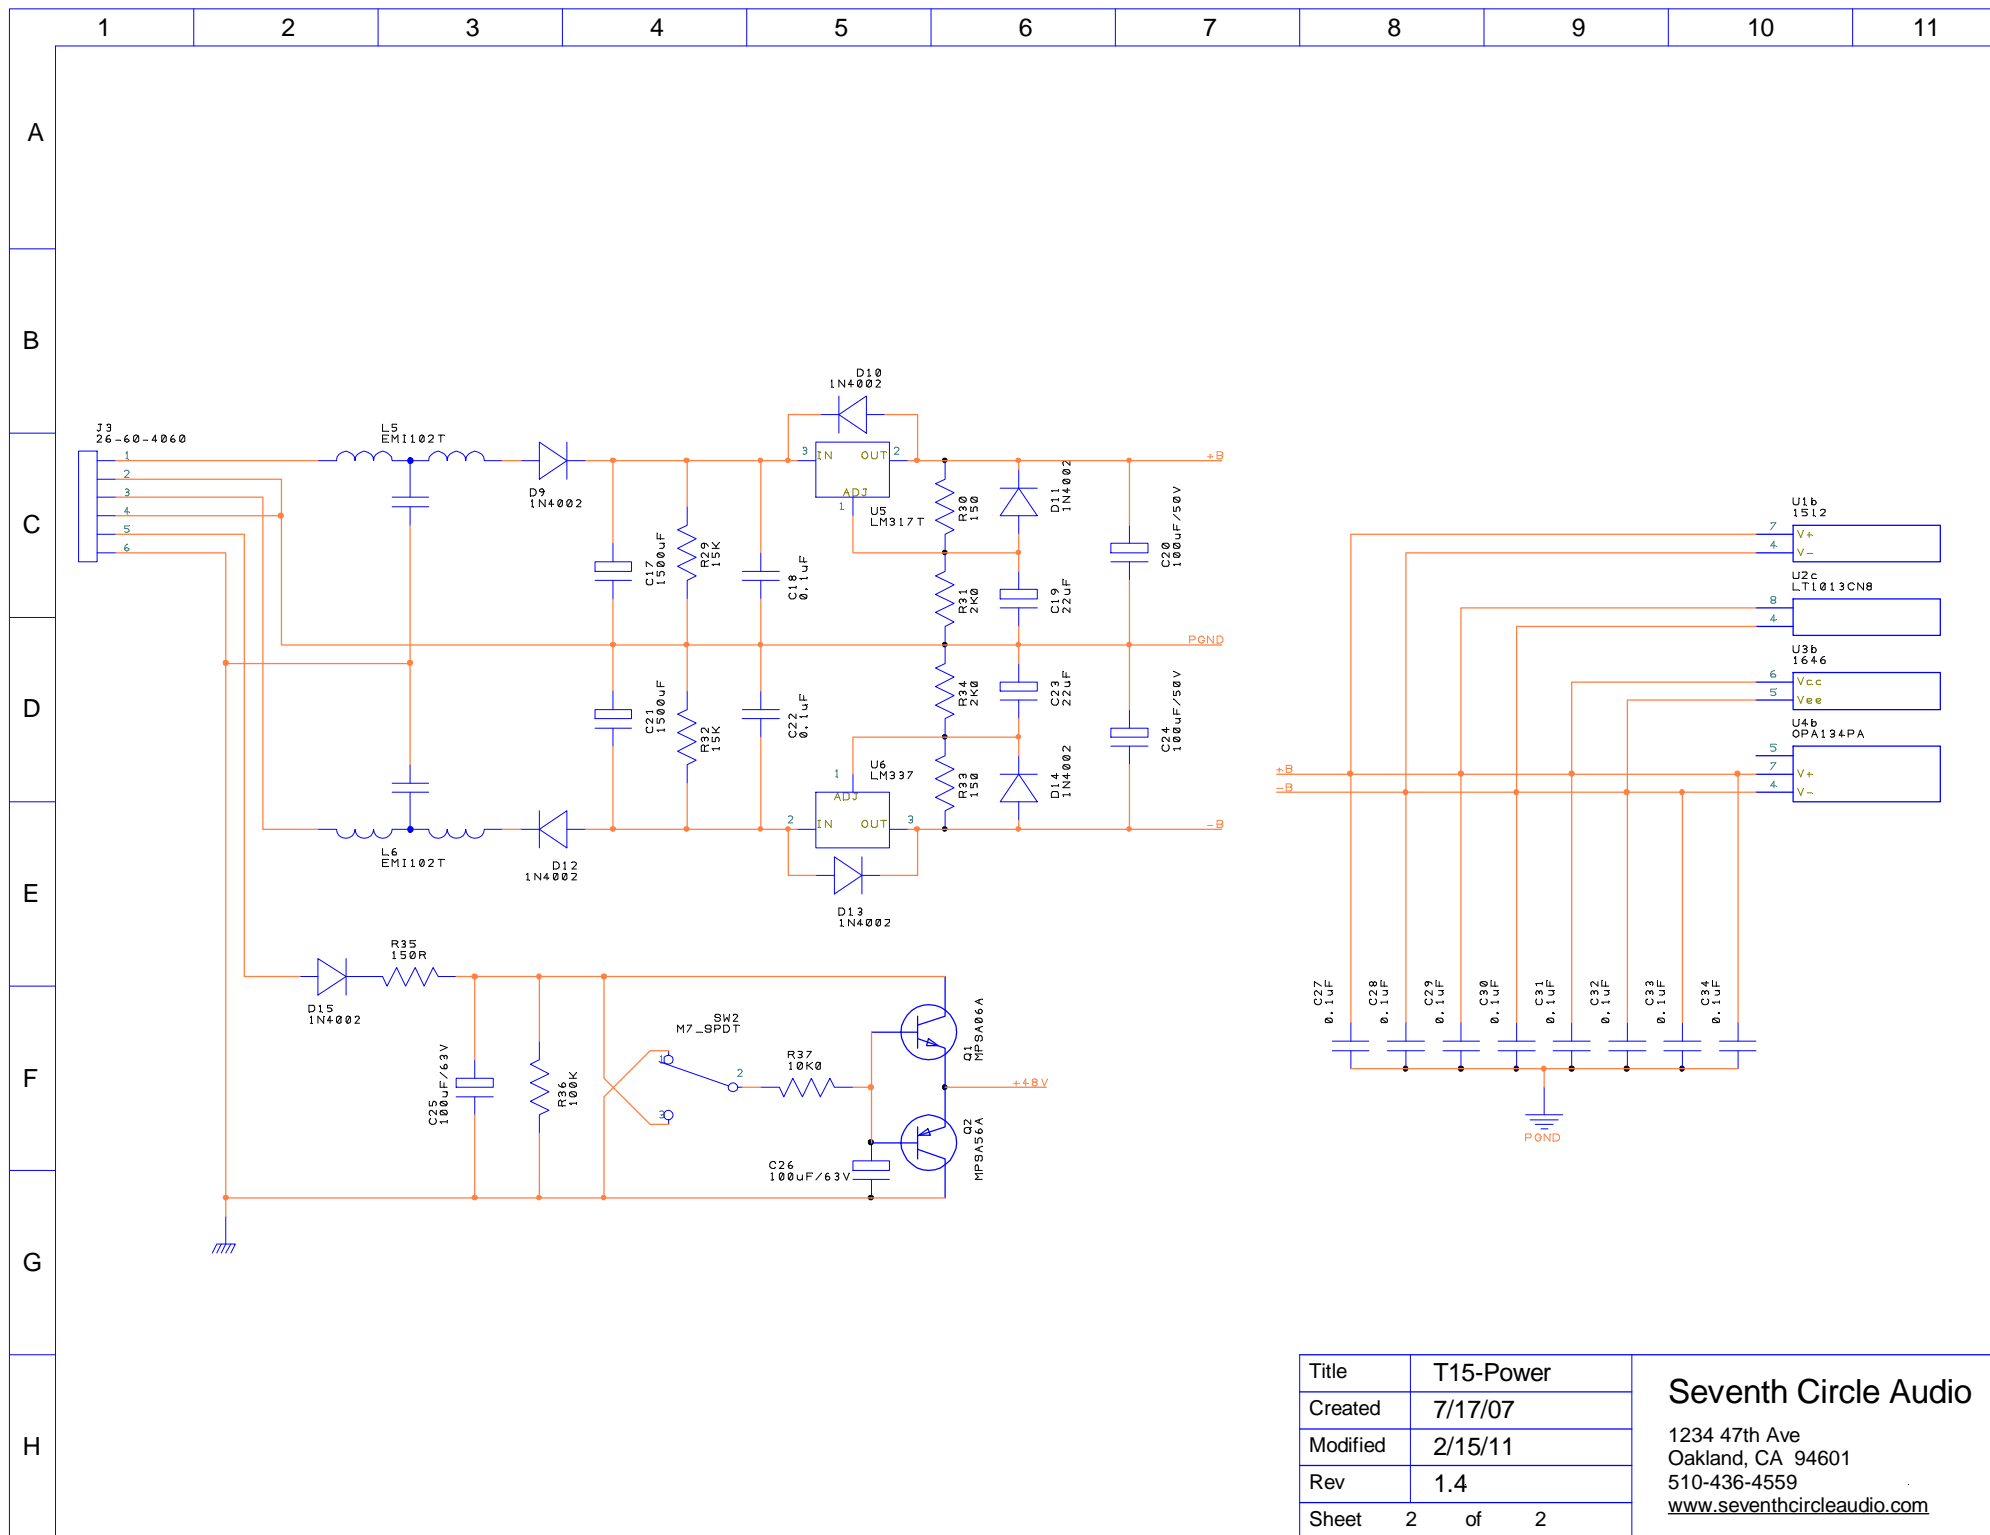 1 2 3 4 5 6 7 8 9 10 11
A
B
C
D
E
F
G
H
D10
1N4002
J3
26-60-4060
1
2
3
4
5
6
L5
EMI102T
D9
1N4002
3 IN OUT 2
ADJ
1
U5
LM317T
+B
R30
150
D11
1N4002
C17
1500uF
R29
15K
C18
0.1uF
R31
2K0
C19
22uF
C20
100uF/50V
PGND
C21
1500uF
R32
15K
C22
0.1uF
R34
2K0
C23
22uF
C24
100uF/50V
1
U6
LM337
ADJ
2 IN OUT 3
R33
150
D14
1N4002
-B
L6
EMI102T
D12
1N4002
D13
1N4002
U1b
1512
7 V+
4 V-
U2c
LT1013CN8
8
4
U3b
1646
6 Vcc
5 Vee
U4b
OPA134PA
5
7 V+
4 V-
+B
-B
R35
150R
D15
1N4002
C25
100uF/63V
R36
100K
SW2
M7_SPDT
1
2
3
R37
10K0
Q1
MPSA06A
+48V
Q2
MPSA56A
C26
100uF/63V
C27
0.1uF
C28
0.1uF
C29
0.1uF
C30
0.1uF
C31
0.1uF
C32
0.1uF
C33
0.1uF
C34
0.1uF
PGND
Title T15-Power
Created 7/17/07
Modified 2/15/11
Rev 1.4
Sheet 2 of 2
Seventh Circle Audio
1234 47th Ave
Oakland, CA 94601
510-436-4559
www.seventhcircleaudio.com